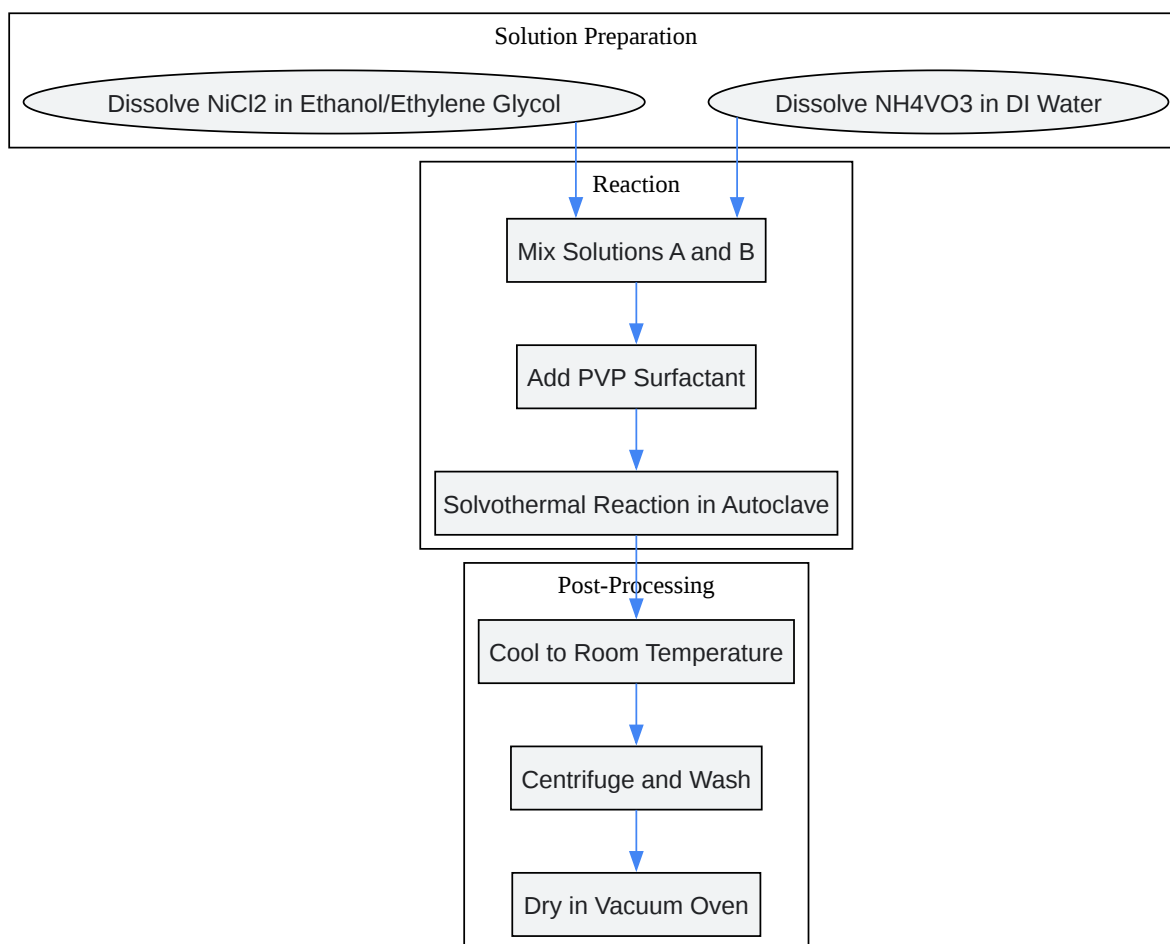 Solution Preparation
Dissolve NiCl2 in Ethanol/Ethylene Glycol
Dissolve NH4VO3 in DI Water
Reaction
Mix Solutions A and B
Add PVP Surfactant
Solvothermal Reaction in Autoclave
Post-Processing
Cool to Room Temperature
Centrifuge and Wash
Dry in Vacuum Oven